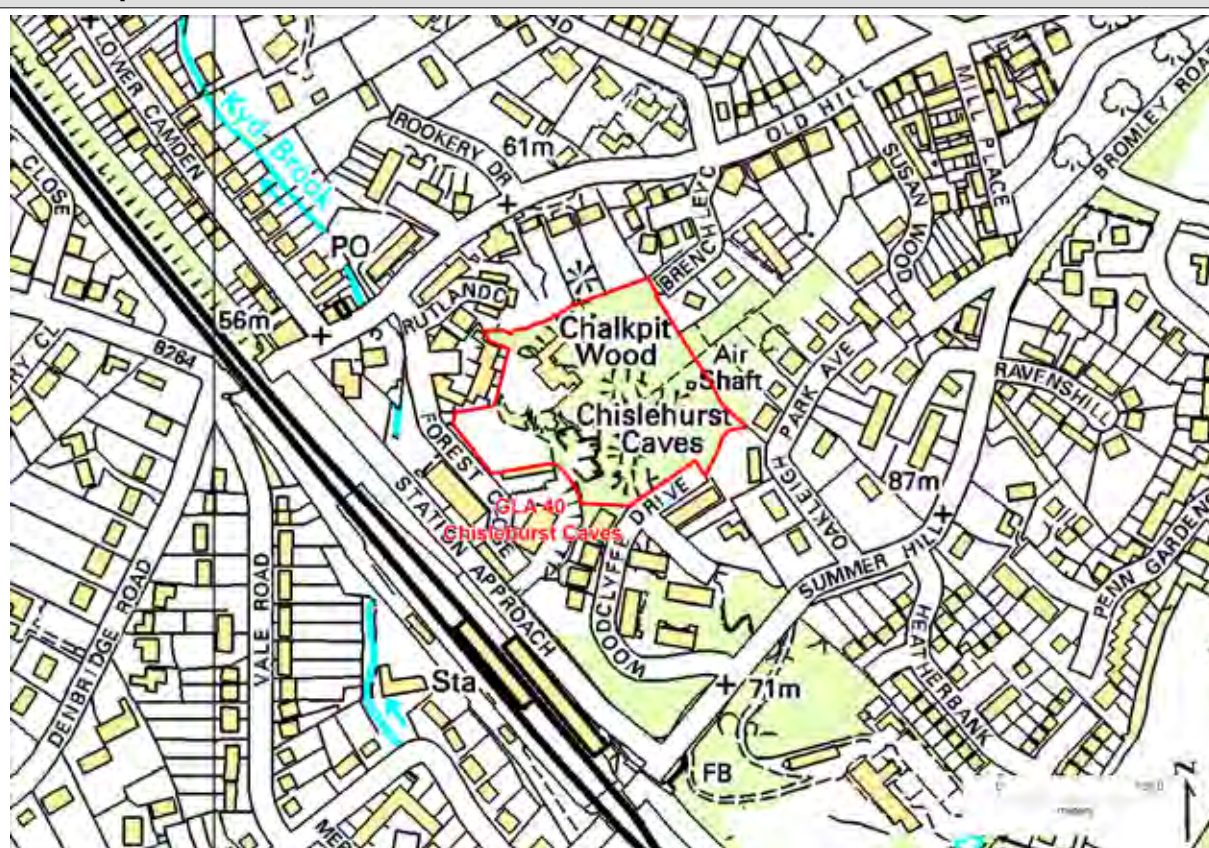 LOWER CAMDEN
Kyd Brook
ROOKERY DR
61m
OLD HILL
MILL PLACE
BROMLEY ROAD
SUSAN WOOD
CLOSE
PO
56m
B264
RUTLAND C
BRENCHLEY C
Chalkpit
Wood
Air
Shaft
Chislehurst
Caves
PARK AVE
OAKLEIGH
RAVENSHILL
87m
FOREST
GLA 40
Chislehurst Caves
STATION APPROACH
WOODCLYFFE DRIVE
SUMMER HILL
PENN GARDENS
HEATHERBANK
DENBRIDGE ROAD
VALE ROAD
Sta
71m
FB
N